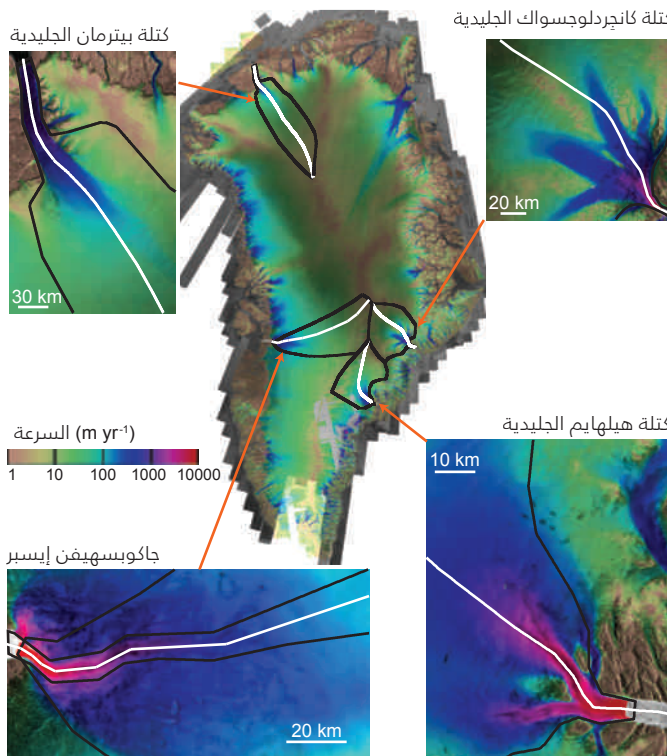 كتلة بيترمان الجليدية
كتلة كانجِردلوجسواك الجليدية
30 km
20 km
السرعة (m yr⁻¹)
1 10 100 1000 10000
كتلة هيلهايم الجليدية
10 km
جاكوبسهيفن إيسبر
20 km